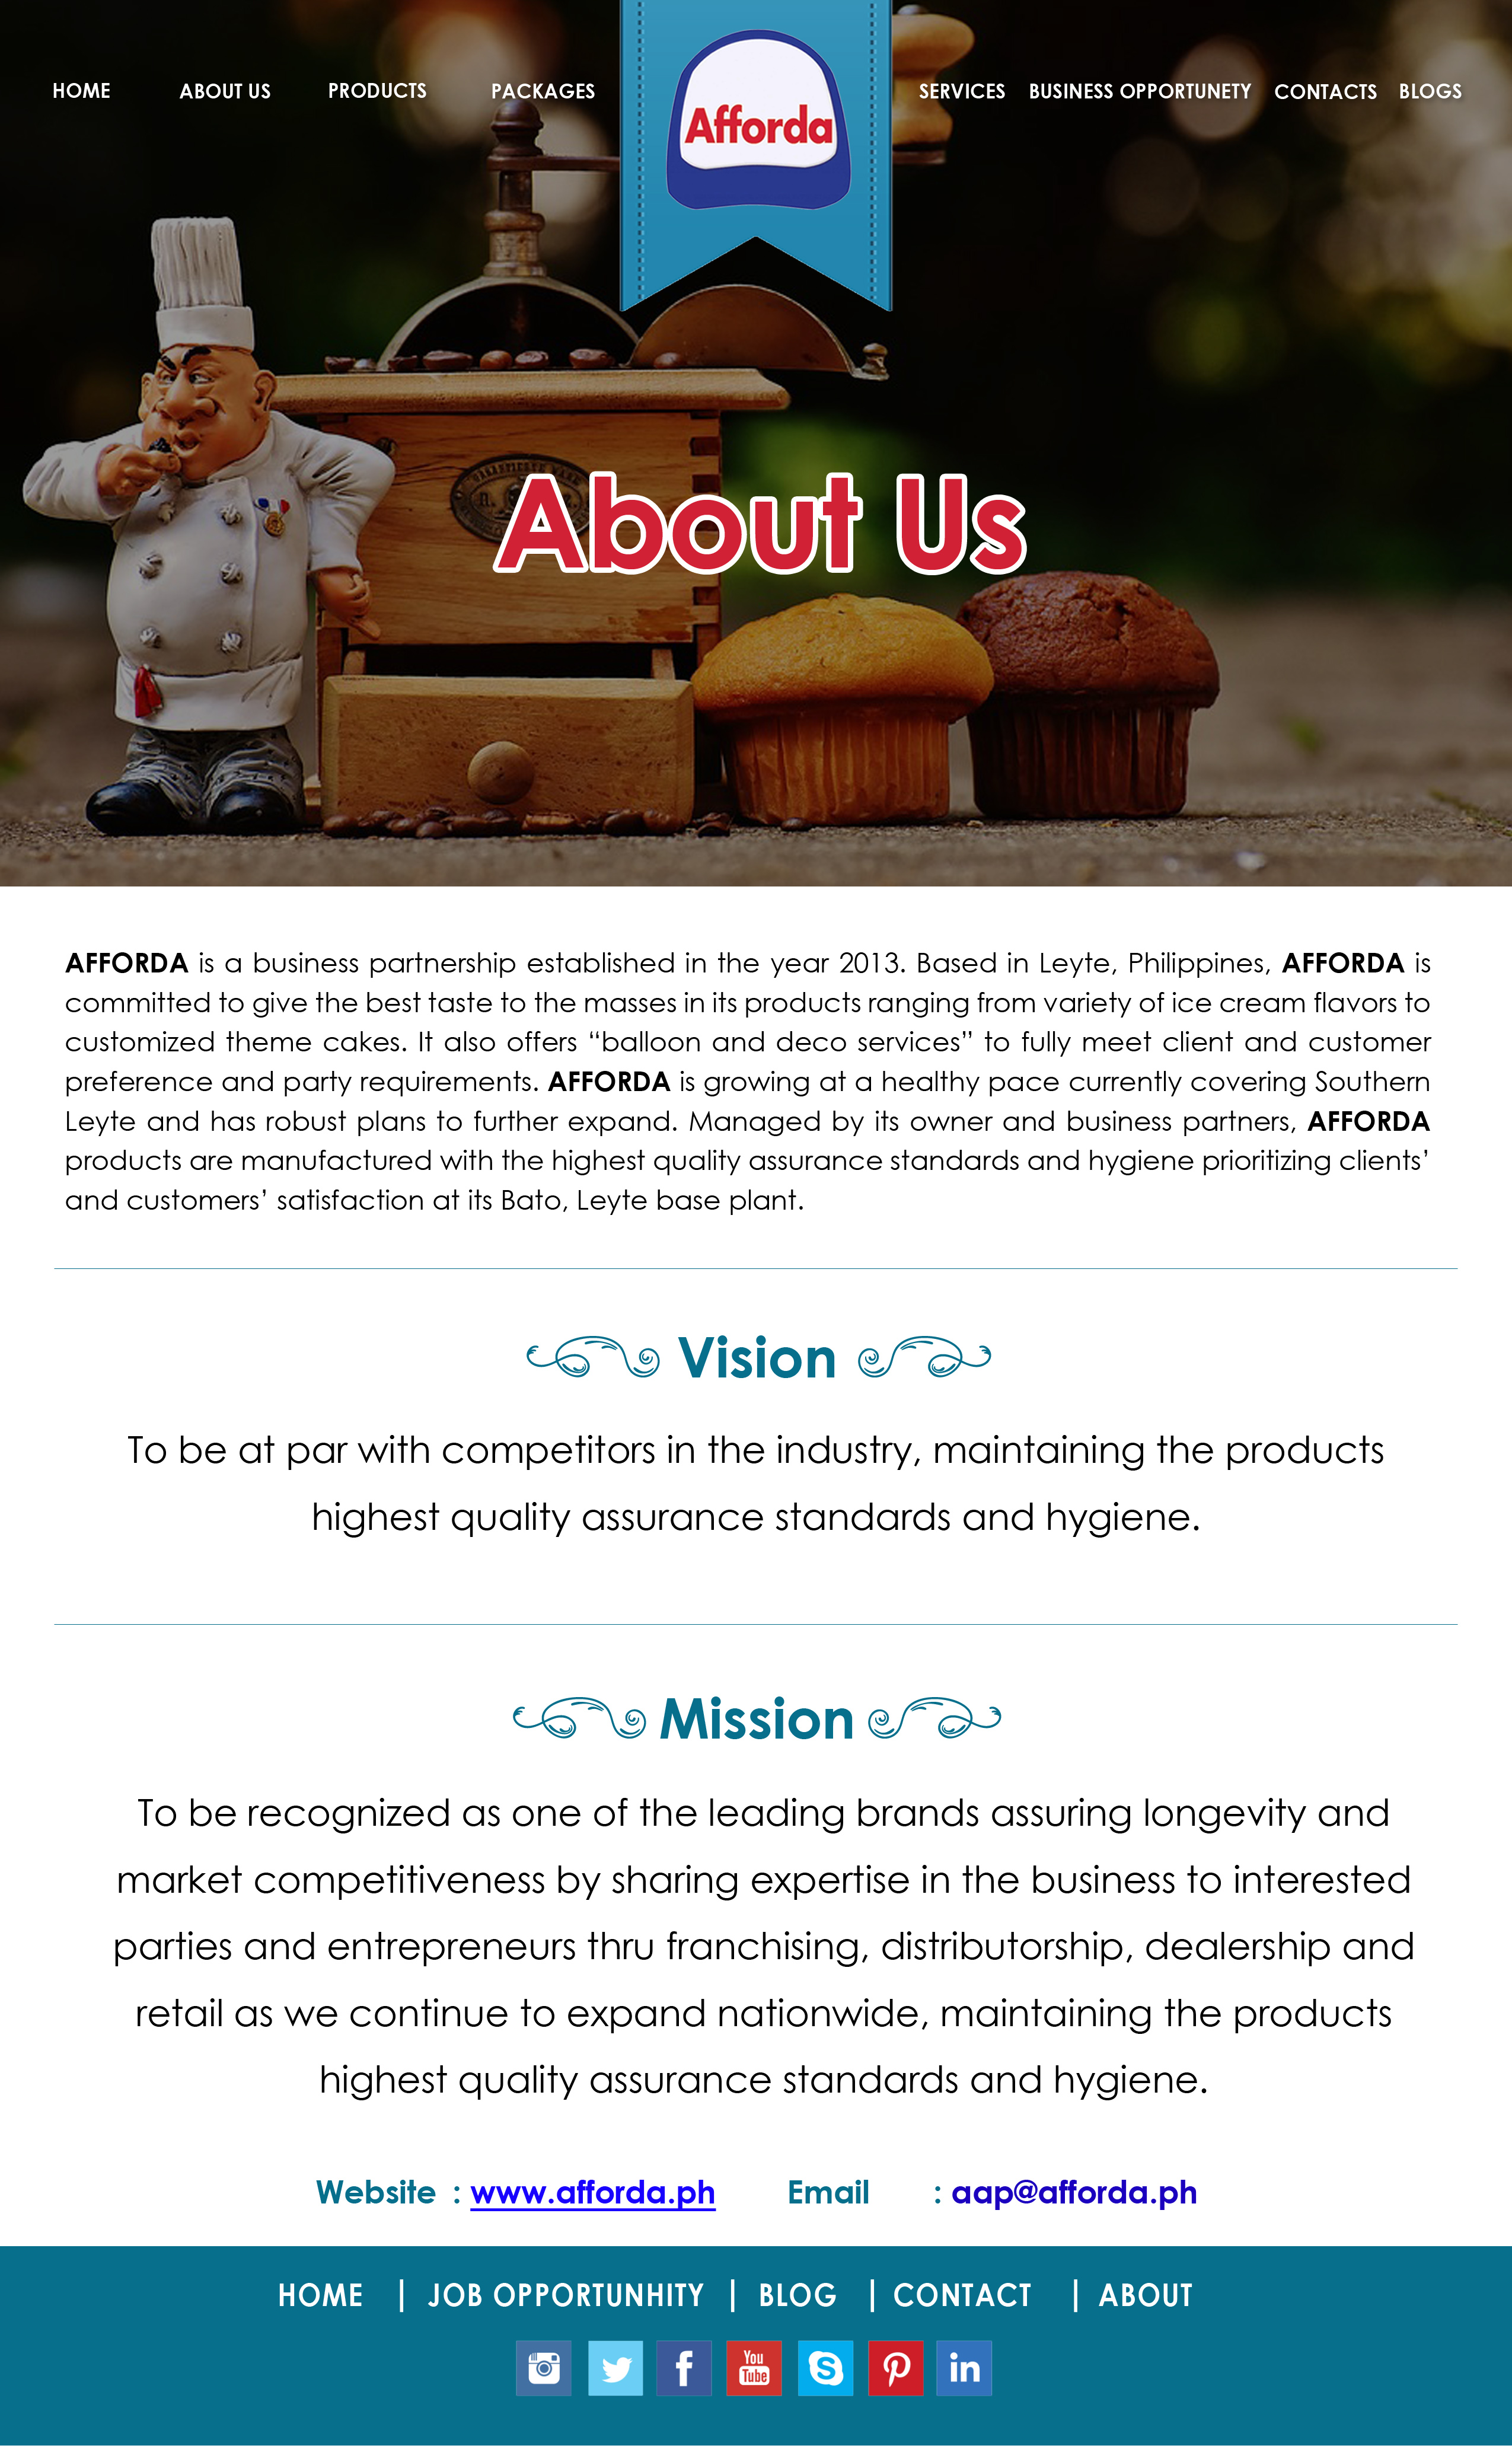 HOME ABOUT US PRODUCTS PACKAGES Afforda SERVICES BUSINESS OPPORTUNETY CONTACTS BLOGS
About Us
AFFORDA is a business partnership established in the year 2013. Based in Leyte, Philippines, AFFORDA is
committed to give the best taste to the masses in its products ranging from variety of ice cream flavors to
customized theme cakes. It also offers “balloon and deco services” to fully meet client and customer
preference and party requirements. AFFORDA is growing at a healthy pace currently covering Southern
Leyte and has robust plans to further expand. Managed by its owner and business partners, AFFORDA
products are manufactured with the highest quality assurance standards and hygiene prioritizing clients’
and customers’ satisfaction at its Bato, Leyte base plant.
Vision
To be at par with competitors in the industry, maintaining the products
highest quality assurance standards and hygiene.
Mission
To be recognized as one of the leading brands assuring longevity and
market competitiveness by sharing expertise in the business to interested
parties and entrepreneurs thru franchising, distributorship, dealership and
retail as we continue to expand nationwide, maintaining the products
highest quality assurance standards and hygiene.
Website : www.afforda.ph Email : aap@afforda.ph
HOME | JOB OPPORTUNHITY | BLOG | CONTACT | ABOUT
You
Tube